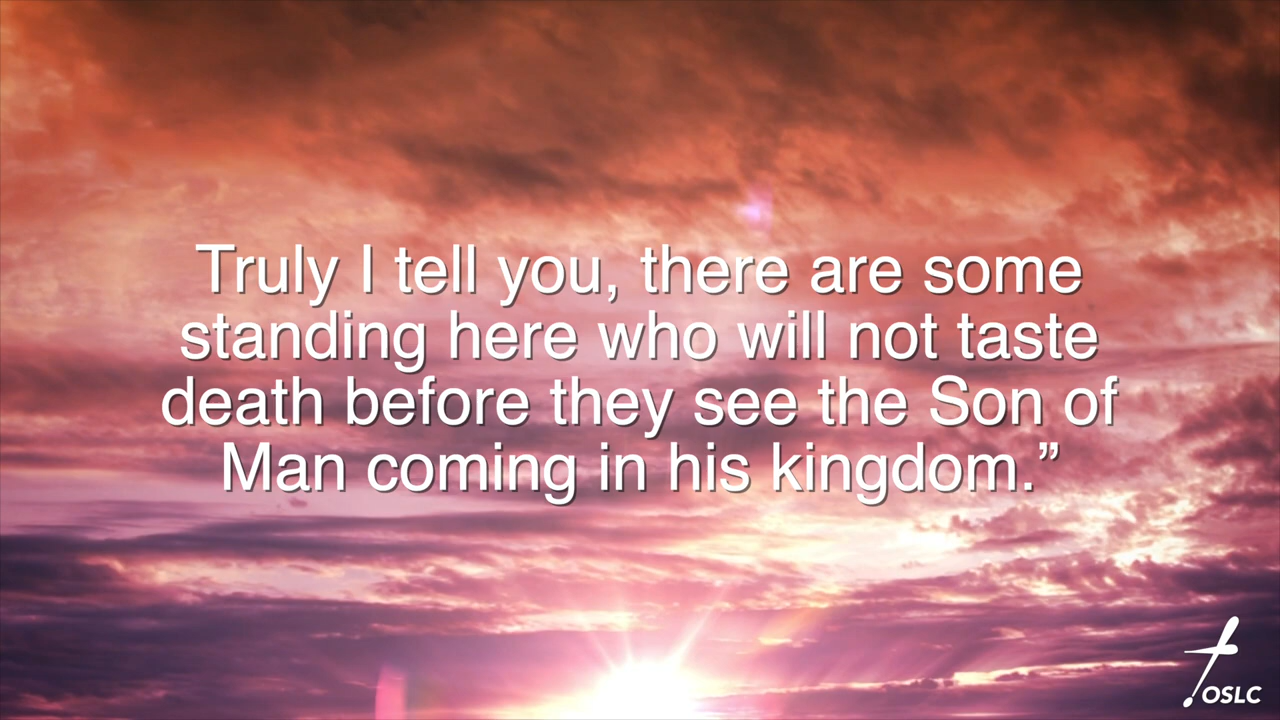 Truly I tell you, there are some
standing here who will not taste
death before they see the Son of
Man coming in his kingdom.”
OSLC